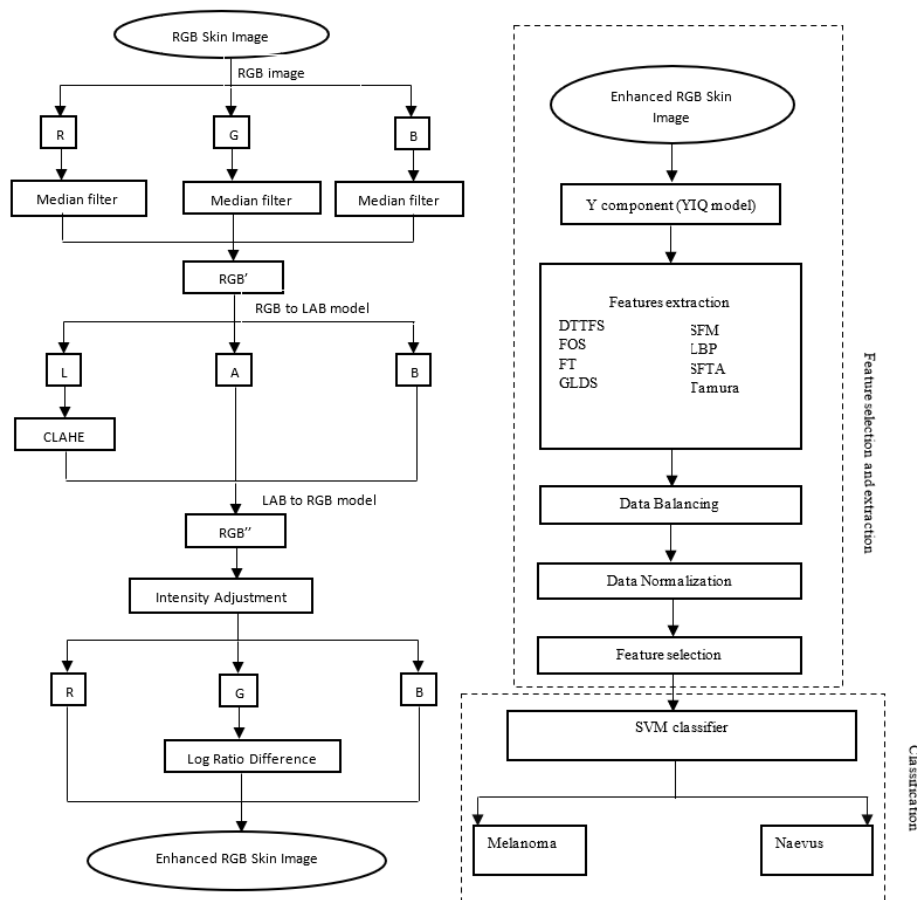 RGB Skin Image
RGB image
R
G
B
Median filter
Median filter
Median filter
RGB'
RGB to LAB model
L
A
B
CLAHE
LAB to RGB model
RGB''
Intensity Adjustment
R
G
B
Log Ratio Difference
Enhanced RGB Skin Image
Enhanced RGB Skin
Image
Y component (YIQ model)
Features extraction
DTTFS
FOS
FT
GLDS
SFM
LBP
SFTA
Tamura
Data Balancing
Data Normalization
Feature selection
Feature selection and extraction
SVM classifier
Melanoma
Naevus
Classification